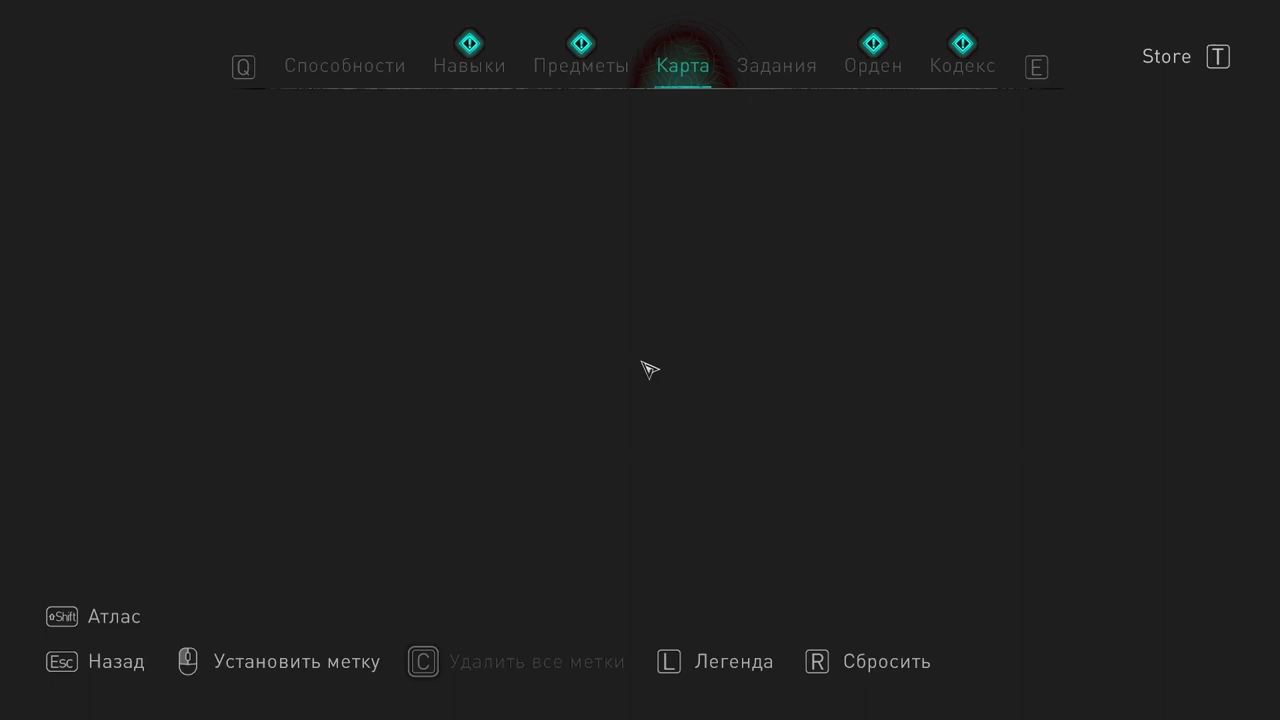 Q Способности Навыки Предметы Карта Задания Орден Кодекс E
Store T
Shift Атлас
Esc Назад Установить метку C Удалить все метки L Легенда R Сбросить